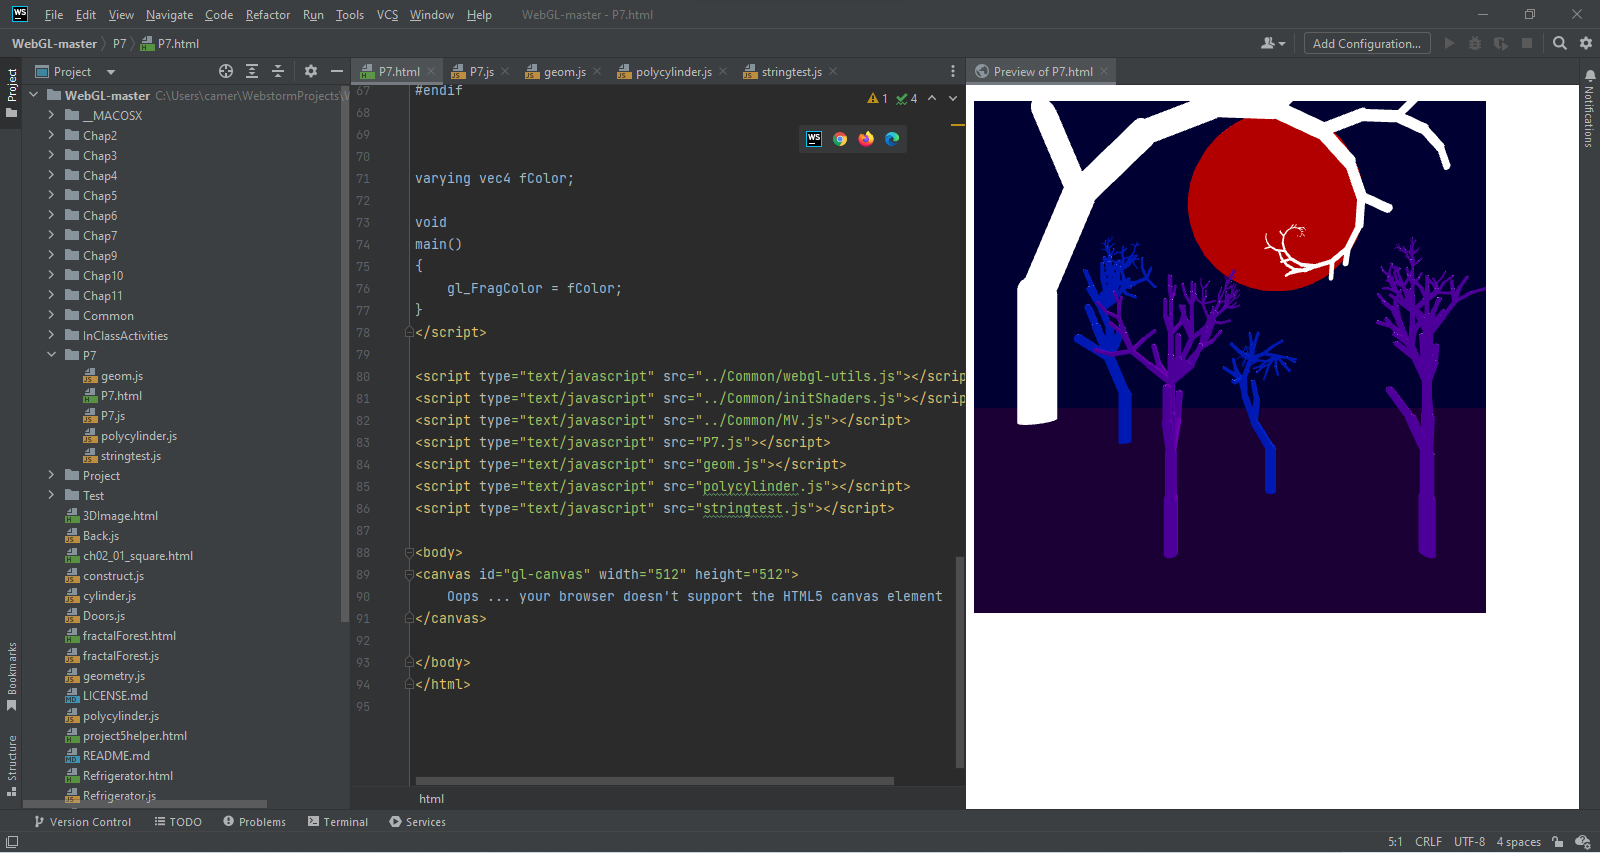 WS File Edit View Navigate Code Refactor Run Tools VCS Window Help WebGL-master - P7.html
WebGL-master P7 P7.html Add Configuration...
Project
Project
P7.html P7.js geom.js polycylinder.js stringtest.js
Preview of P7.html
Notifications
WebGL-master C:\Users\camer\WebstormProjects\W
__MACOSX
Chap2
Chap3
Chap4
Chap5
Chap6
Chap7
Chap9
Chap10
Chap11
Common
InClassActivities
P7
geom.js
P7.html
P7.js
polycylinder.js
stringtest.js
Project
Test
3DImage.html
Back.js
ch02_01_square.html
construct.js
cylinder.js
Doors.js
fractalForest.html
fractalForest.js
geometry.js
LICENSE.md
polycylinder.js
project5helper.html
README.md
Refrigerator.html
Refrigerator.js
Bookmarks
Structure
1 4
WS
67 #endif
68
69
70
71 varying vec4 fColor;
72
73 void
74 main()
75 {
76 gl_FragColor = fColor;
77 }
78 </script>
79
80 <script type="text/javascript" src="../Common/webgl-utils.js"></scrip
81 <script type="text/javascript" src="../Common/initShaders.js"></scrip
82 <script type="text/javascript" src="../Common/MV.js"></script>
83 <script type="text/javascript" src="P7.js"></script>
84 <script type="text/javascript" src="geom.js"></script>
85 <script type="text/javascript" src="polycylinder.js"></script>
86 <script type="text/javascript" src="stringtest.js"></script>
87
88 <body>
89 <canvas id="gl-canvas" width="512" height="512">
90 Oops ... your browser doesn't support the HTML5 canvas element
91 </canvas>
92
93 </body>
94 </html>
95
html
Version Control TODO Problems Terminal Services
5:1 CRLF UTF-8 4 spaces